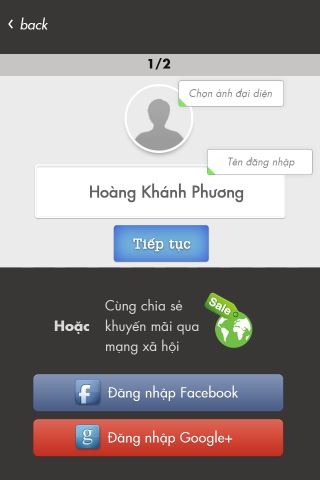 ‹ back
1/2
Chọn ảnh đại diện
Tên đăng nhập
Hoàng Khánh Phương
Tiếp tục
Hoặc
Cùng chia sẻ
khuyến mãi qua
mạng xã hội
Sale
f Đăng nhập Facebook
g Đăng nhập Google+